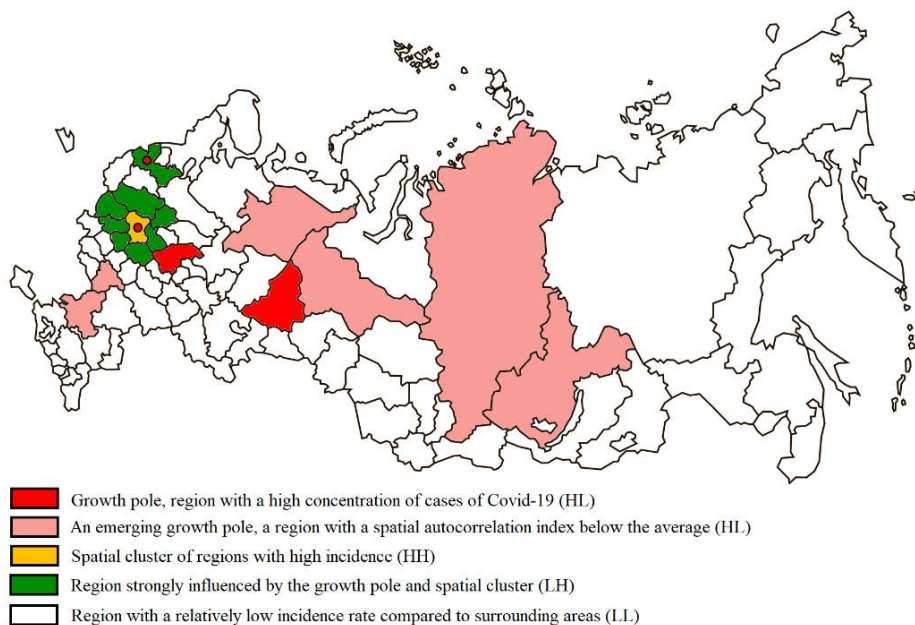 Growth pole, region with a high concentration of cases of Covid-19 (HL)
An emerging growth pole, a region with a spatial autocorrelation index below the average (HL)
Spatial cluster of regions with high incidence (HH)
Region strongly influenced by the growth pole and spatial cluster (LH)
Region with a relatively low incidence rate compared to surrounding areas (LL)